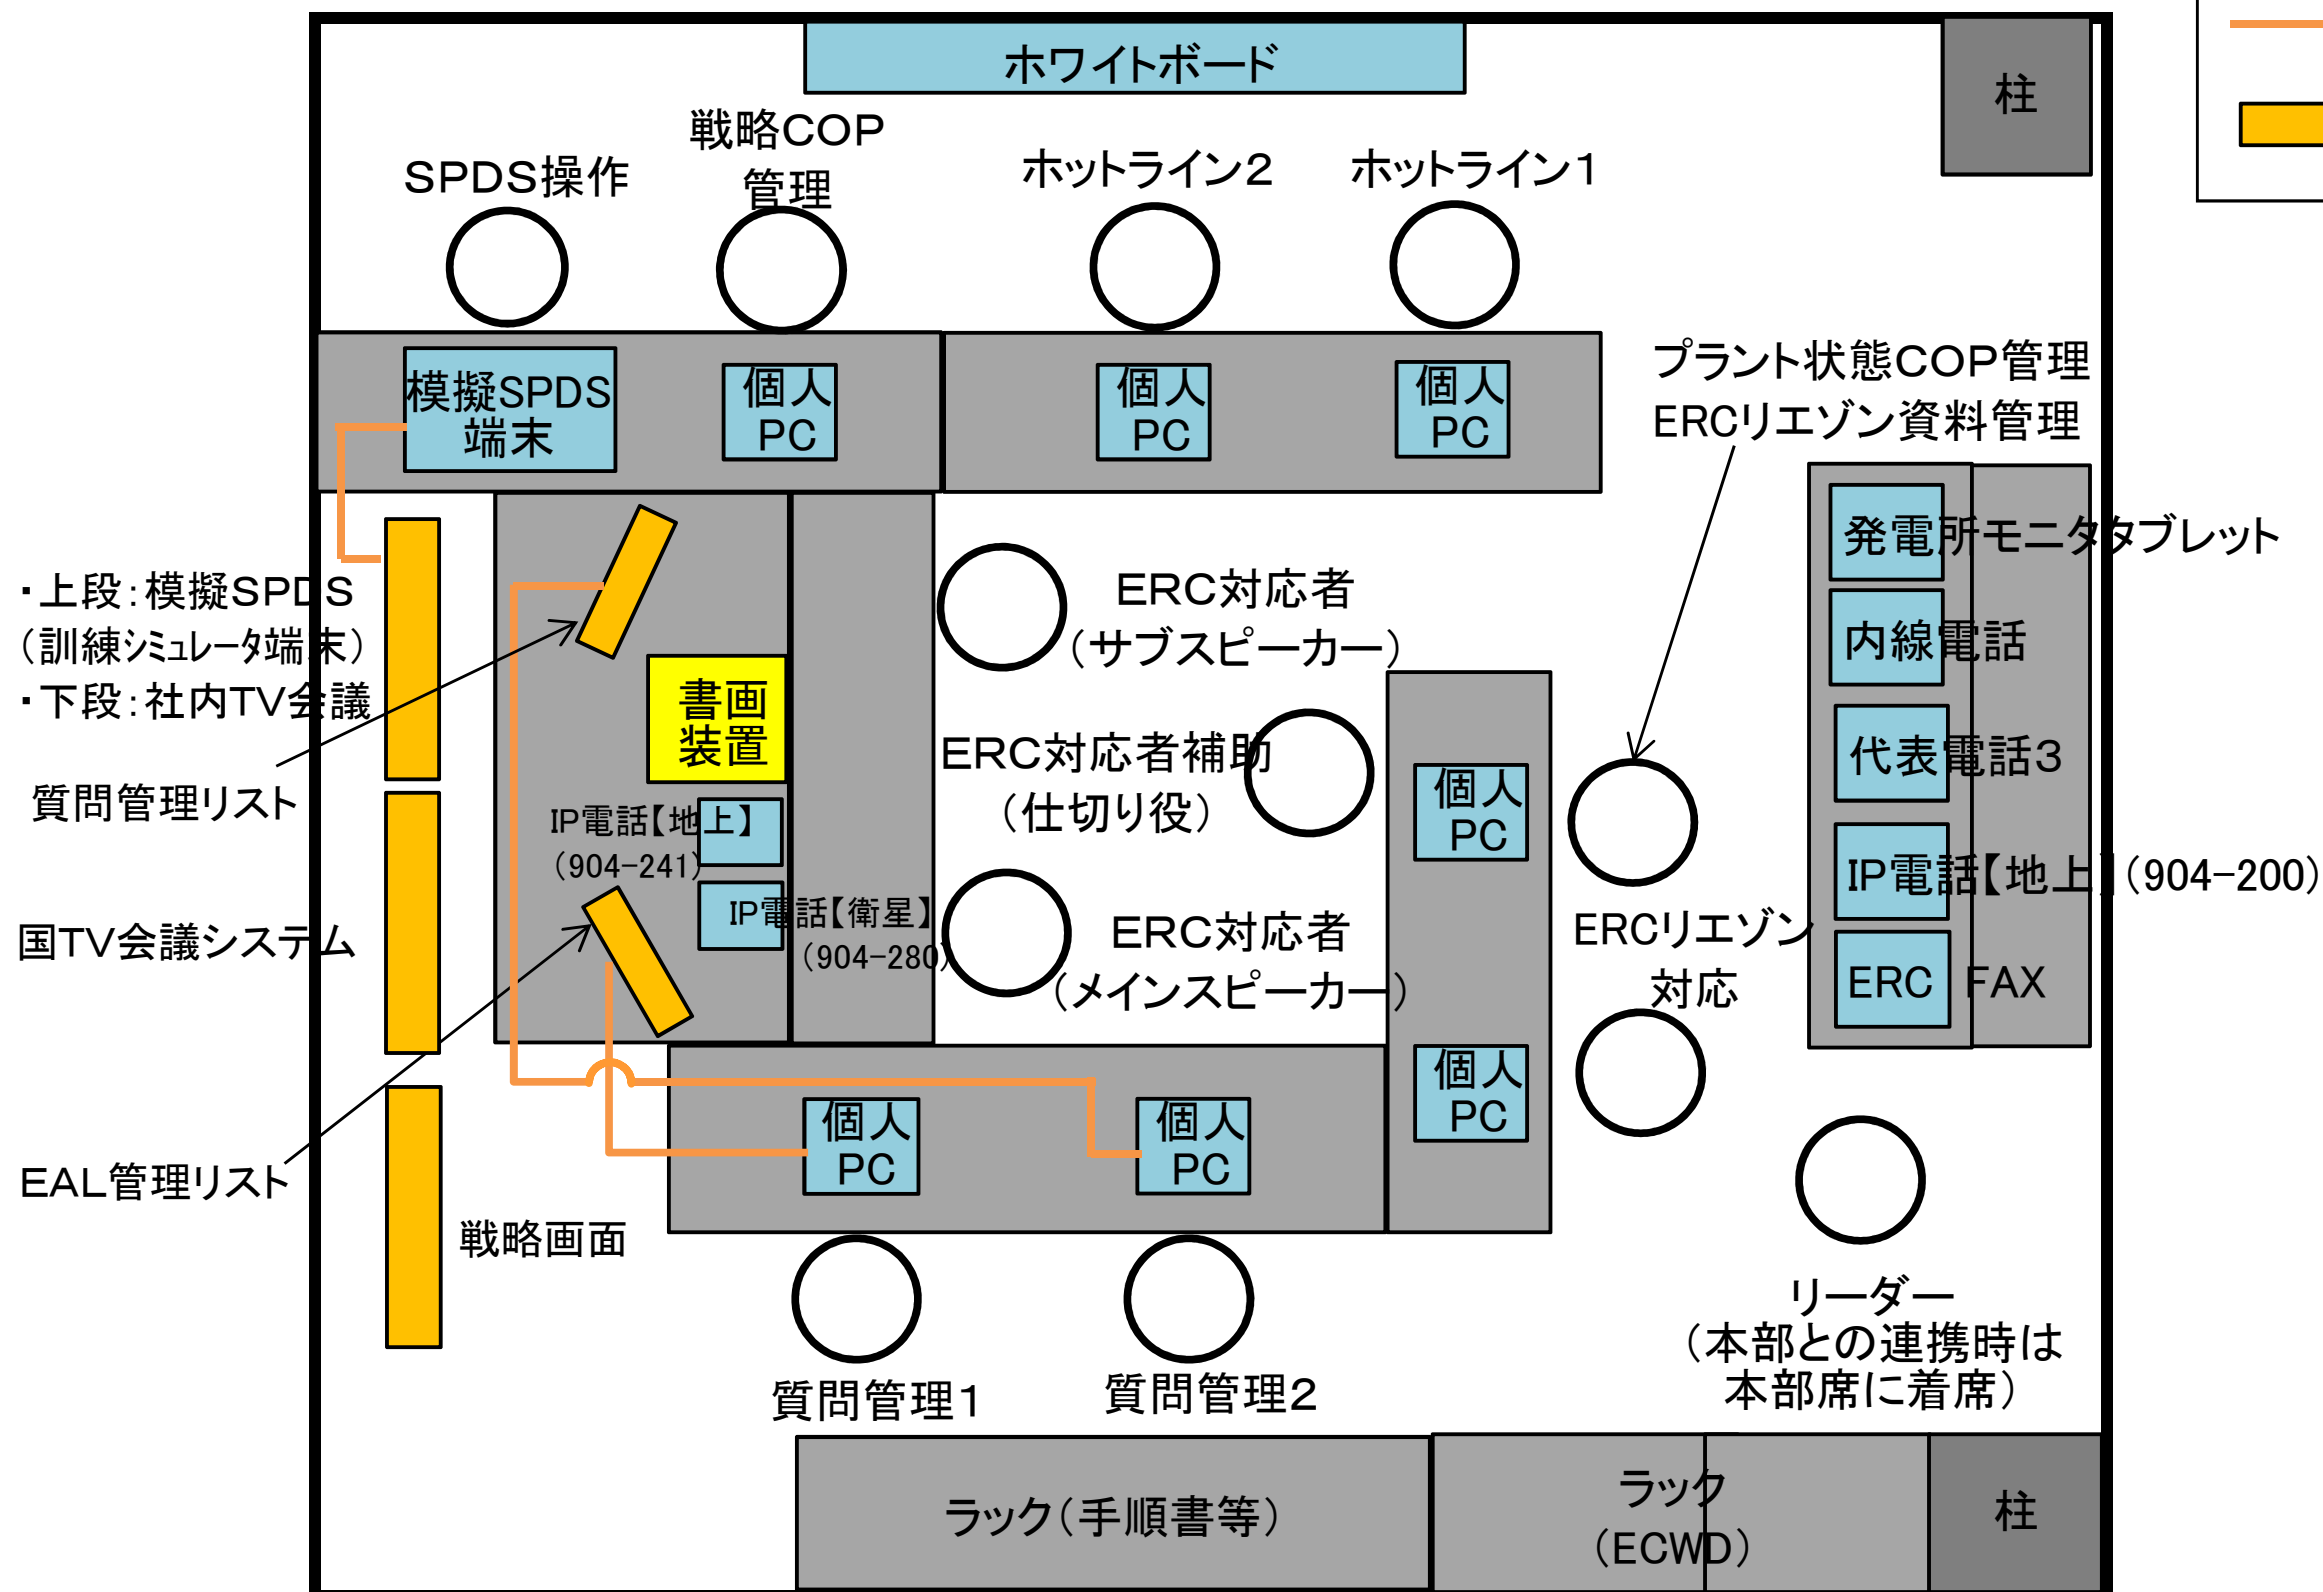 ホワイトボード
柱
戦略COP
管理
SPDS操作
ホットライン2
ホットライン1
模擬SPDS
端末
個人
PC
個人
PC
個人
PC
プラント状態COP管理
ERCリエゾン資料管理
発電所モニタタブレット
内線電話
代表電話3
IP電話【地上】(904-200)
ERC FAX
・上段:模擬SPDS
(訓練シミュレータ端末)
・下段:社内TV会議
質問管理リスト
国TV会議システム
EAL管理リスト
戦略画面
書画
装置
IP電話【地上】
(904-241)
IP電話【衛星】
(904-280)
ERC対応者
(サブスピーカー)
ERC対応者補助
(仕切り役)
ERC対応者
(メインスピーカー)
個人
PC
個人
PC
ERCリエゾン
対応
個人
PC
個人
PC
質問管理1
質問管理2
リーダー
(本部との連携時は
本部席に着席)
ラック(手順書等)
ラック
(ECWD)
柱